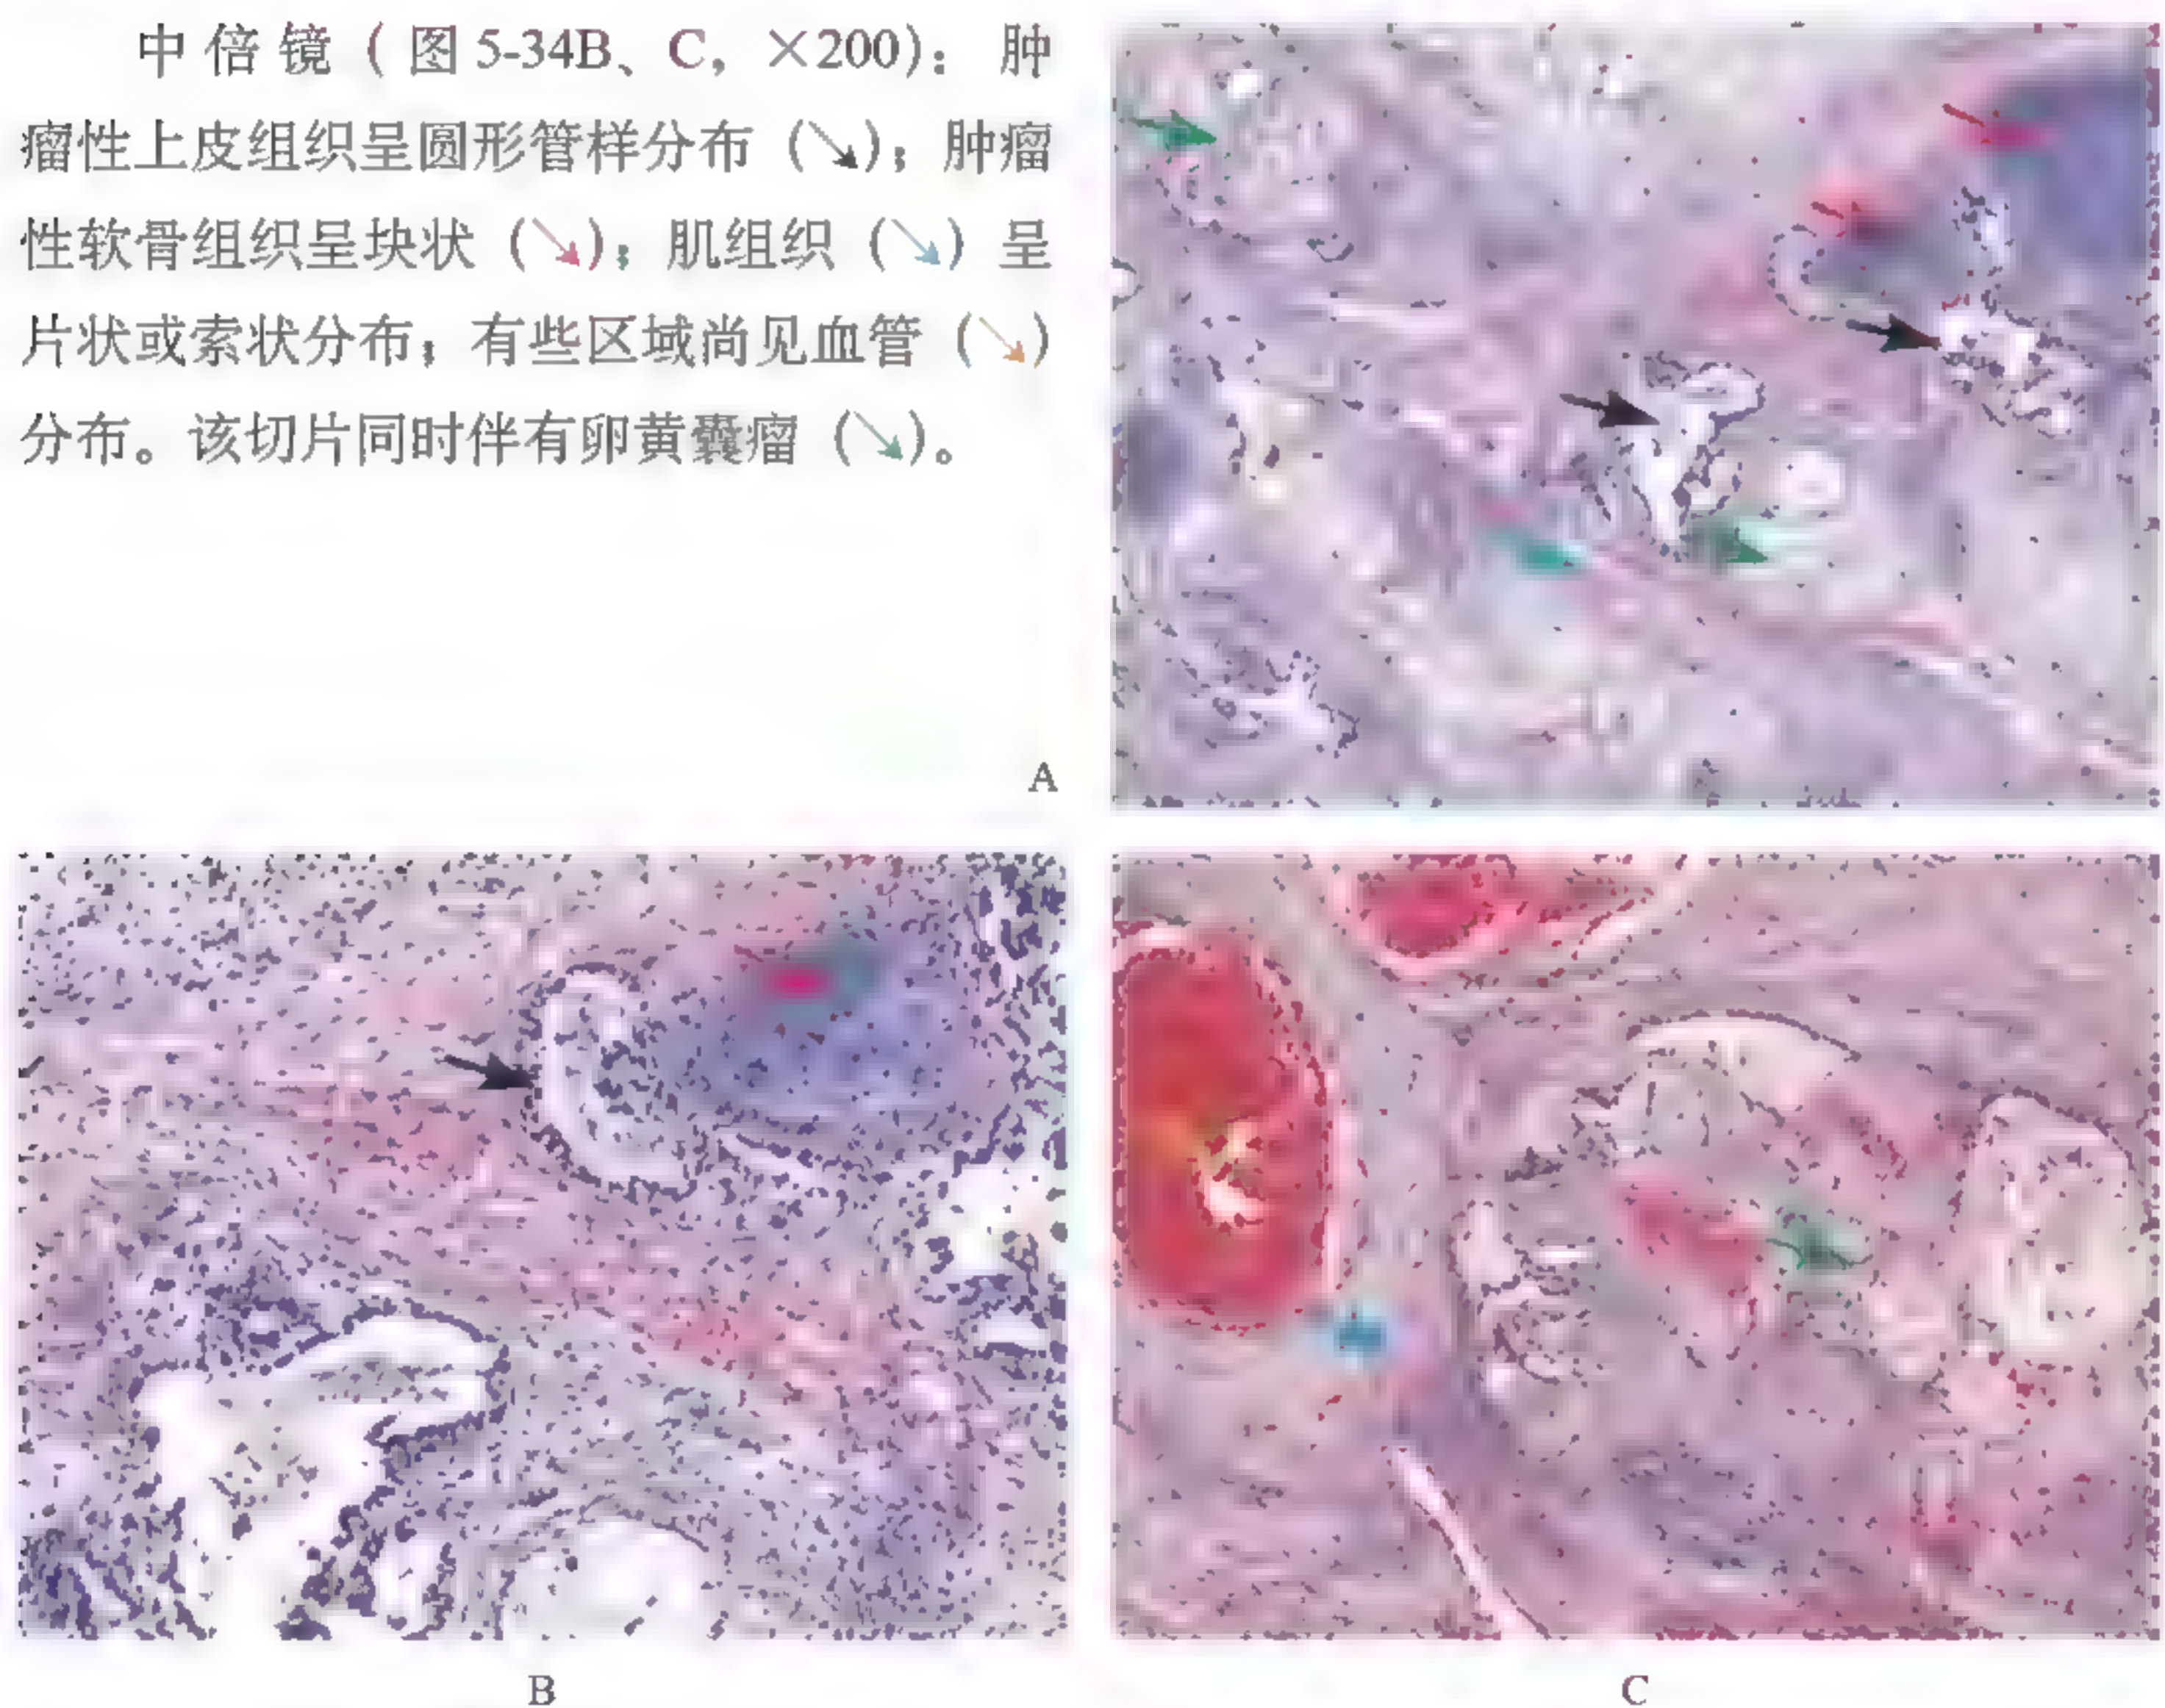 中倍镜（图 5-34B、C，×200）：肿
瘤性上皮组织呈圆形管样分布（↘）；肿瘤
性软骨组织呈块状（↘）；肌组织（↘）呈
片状或索状分布；有些区域尚见血管（↘）
分布。该切片同时伴有卵黄囊瘤（↘）。
A
B
C